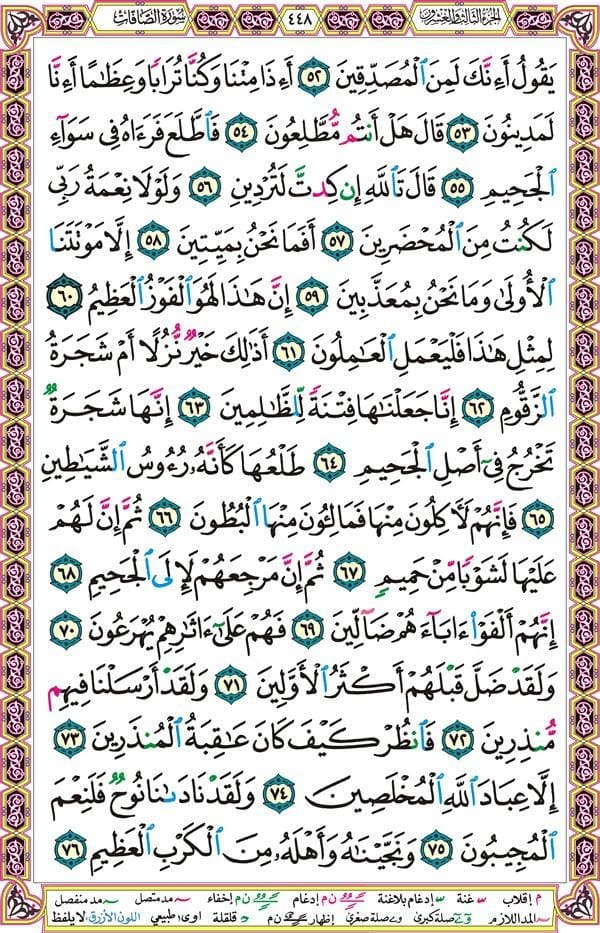 الجزء الثالث والعشرون ٤٤٨ سورة الصافات
يَقُولُ أَءِنَّكَ لَمِنَ ٱلْمُصَدِّقِينَ ٥٢ أَءِذَا مِتْنَا وَكُنَّا تُرَابًا وَعِظَٰمًا أَءِنَّا
لَمَدِينُونَ ٥٣ قَالَ هَلْ أَنتُم مُّطَّلِعُونَ ٥٤ فَٱطَّلَعَ فَرَءَاهُ فِى سَوَآءِ
ٱلْجَحِيمِ ٥٥ قَالَ تَٱللَّهِ إِن كِدتَّ لَتُرْدِينِ ٥٦ وَلَوْلَا نِعْمَةُ رَبِّى
لَكُنتُ مِنَ ٱلْمُحْضَرِينَ ٥٧ أَفَمَا نَحْنُ بِمَيِّتِينَ ٥٨ إِلَّا مَوْتَتَنَا
ٱلْأُولَىٰ وَمَا نَحْنُ بِمُعَذَّبِينَ ٥٩ إِنَّ هَٰذَا لَهُوَ ٱلْفَوْزُ ٱلْعَظِيمُ ٦٠
لِمِثْلِ هَٰذَا فَلْيَعْمَلِ ٱلْعَٰمِلُونَ ٦١ أَذَٰلِكَ خَيْرٌ نُّزُلًا أَمْ شَجَرَةُ
ٱلزَّقُّومِ ٦٢ إِنَّا جَعَلْنَٰهَا فِتْنَةً لِّلظَّٰلِمِينَ ٦٣ إِنَّهَا شَجَرَةٌ
تَخْرُجُ فِىٓ أَصْلِ ٱلْجَحِيمِ ٦٤ طَلْعُهَا كَأَنَّهُۥ رُءُوسُ ٱلشَّيَٰطِينِ
٦٥ فَإِنَّهُمْ لَءَاكِلُونَ مِنْهَا فَمَالِـُٔونَ مِنْهَا ٱلْبُطُونَ ٦٦ ثُمَّ إِنَّ لَهُمْ
عَلَيْهَا لَشَوْبًا مِّنْ حَمِيمٍ ٦٧ ثُمَّ إِنَّ مَرْجِعَهُمْ لَإِلَى ٱلْجَحِيمِ ٦٨
إِنَّهُمْ أَلْفَوْا۟ ءَابَآءَهُمْ ضَآلِّينَ ٦٩ فَهُمْ عَلَىٰٓ ءَاثَٰرِهِمْ يُهْرَعُونَ ٧٠
وَلَقَدْ ضَلَّ قَبْلَهُمْ أَكْثَرُ ٱلْأَوَّلِينَ ٧١ وَلَقَدْ أَرْسَلْنَا فِيهِم
مُّنذِرِينَ ٧٢ فَٱنظُرْ كَيْفَ كَانَ عَٰقِبَةُ ٱلْمُنذَرِينَ ٧٣
إِلَّا عِبَادَ ٱللَّهِ ٱلْمُخْلَصِينَ ٧٤ وَلَقَدْ نَادَىٰنَا نُوحٌ فَلَنِعْمَ
ٱلْمُجِيبُونَ ٧٥ وَنَجَّيْنَٰهُ وَأَهْلَهُۥ مِنَ ٱلْكَرْبِ ٱلْعَظِيمِ ٧٦
م إقلاب غنة إدغام بلاغنة ن م إدغام ن م إخفاء مد متصل مد منفصل
المد اللازم صلة كبرى صلة صغرى إظهار ن م قلقلة اوى: طبيعي اللون الأزرق: لا يلفظ